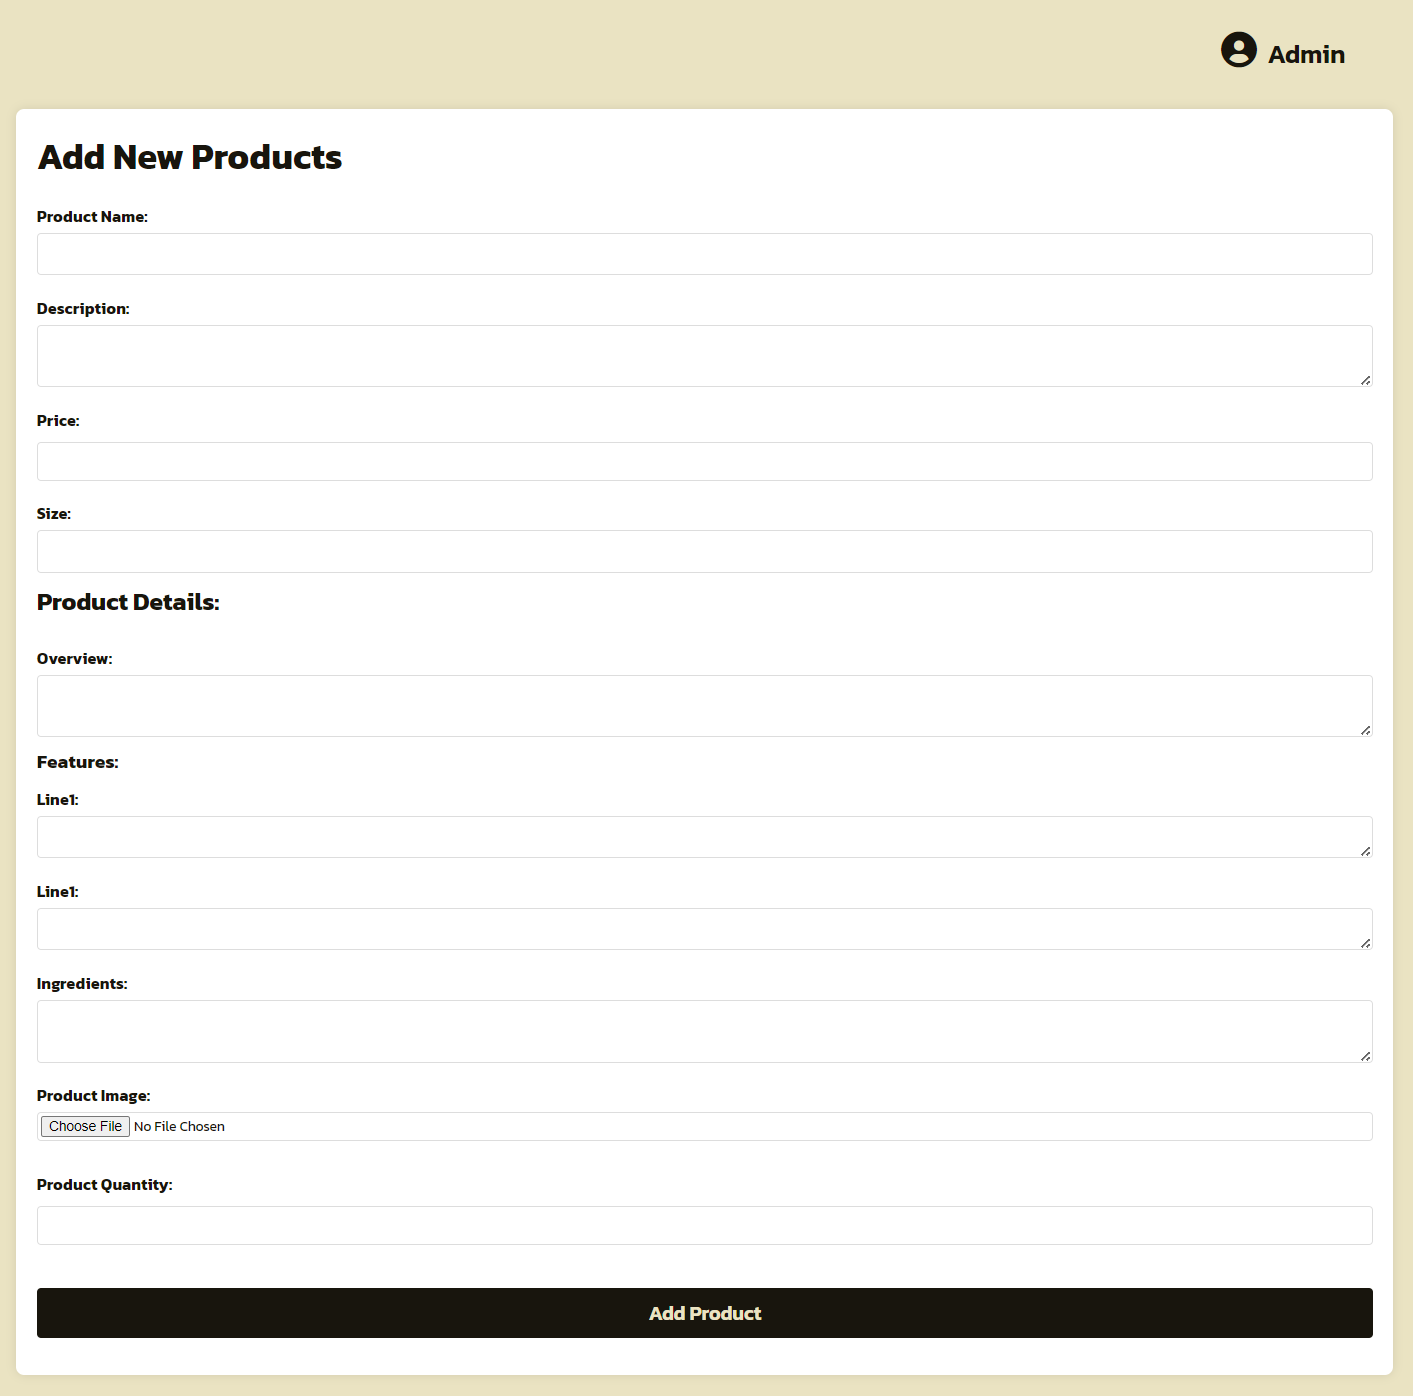 Admin
Add New Products
Product Name:
Description:
Price:
Size:
Product Details:
Overview:
Features:
Line1:
Line1:
Ingredients:
Product Image:
Choose File No File Chosen
Product Quantity:
Add Product